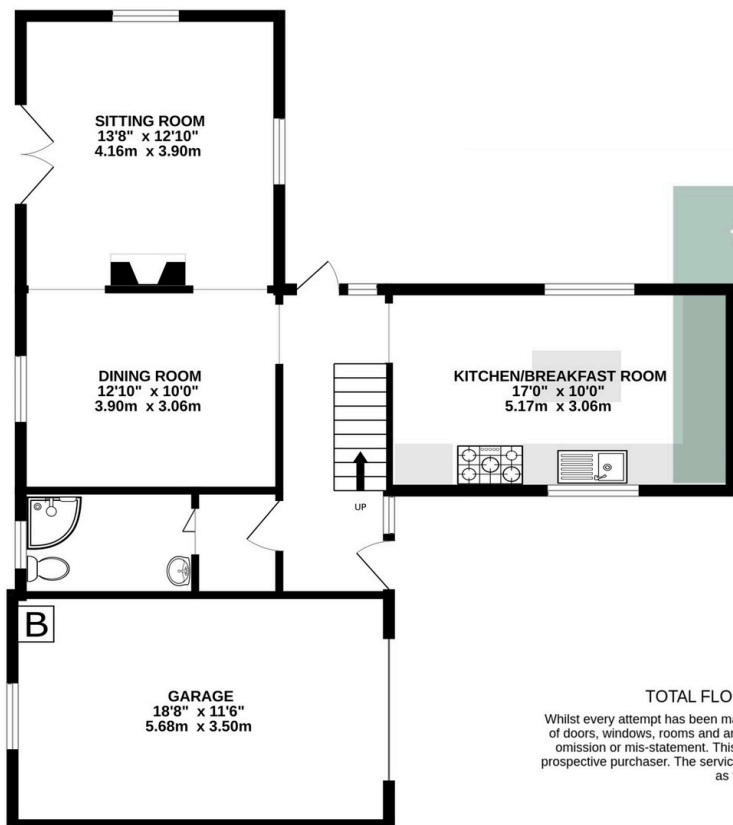 SITTING ROOM
13'8" x 12'10"
4.16m x 3.90m
DINING ROOM
12'10" x 10'0"
3.90m x 3.06m
KITCHEN/BREAKFAST ROOM
17'0" x 10'0"
5.17m x 3.06m
UP
B
GARAGE
18'8" x 11'6"
5.68m x 3.50m
TOTAL FLO
Whilst every attempt has been ma
of doors, windows, rooms and an
omission or mis-statement. This
prospective purchaser. The servic
as